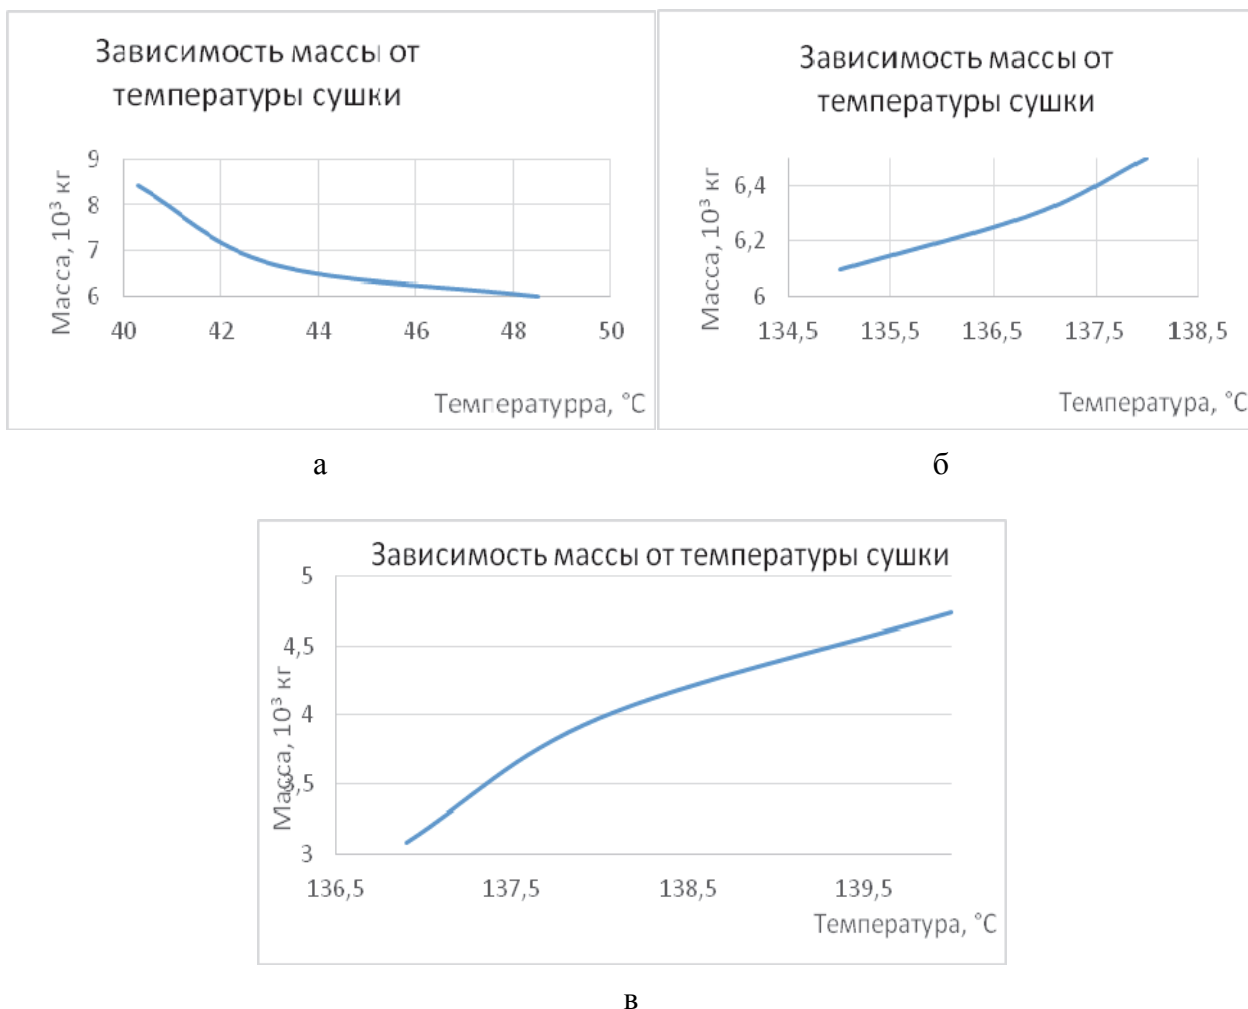 Зависимость массы от
температуры сушки
Масса, 10³ кг
9
8
7
6
40 42 44 46 48 50
Температурра, °С
а
Зависимость массы от
температуры сушки
Масса, 10³ кг
6,4
6,2
6
134,5 135,5 136,5 137,5 138,5
Температура, °С
б
Зависимость массы от температуры сушки
Масса, 10³ кг
5
4,5
4
3,5
3
136,5 137,5 138,5 139,5
Температура, °С
в